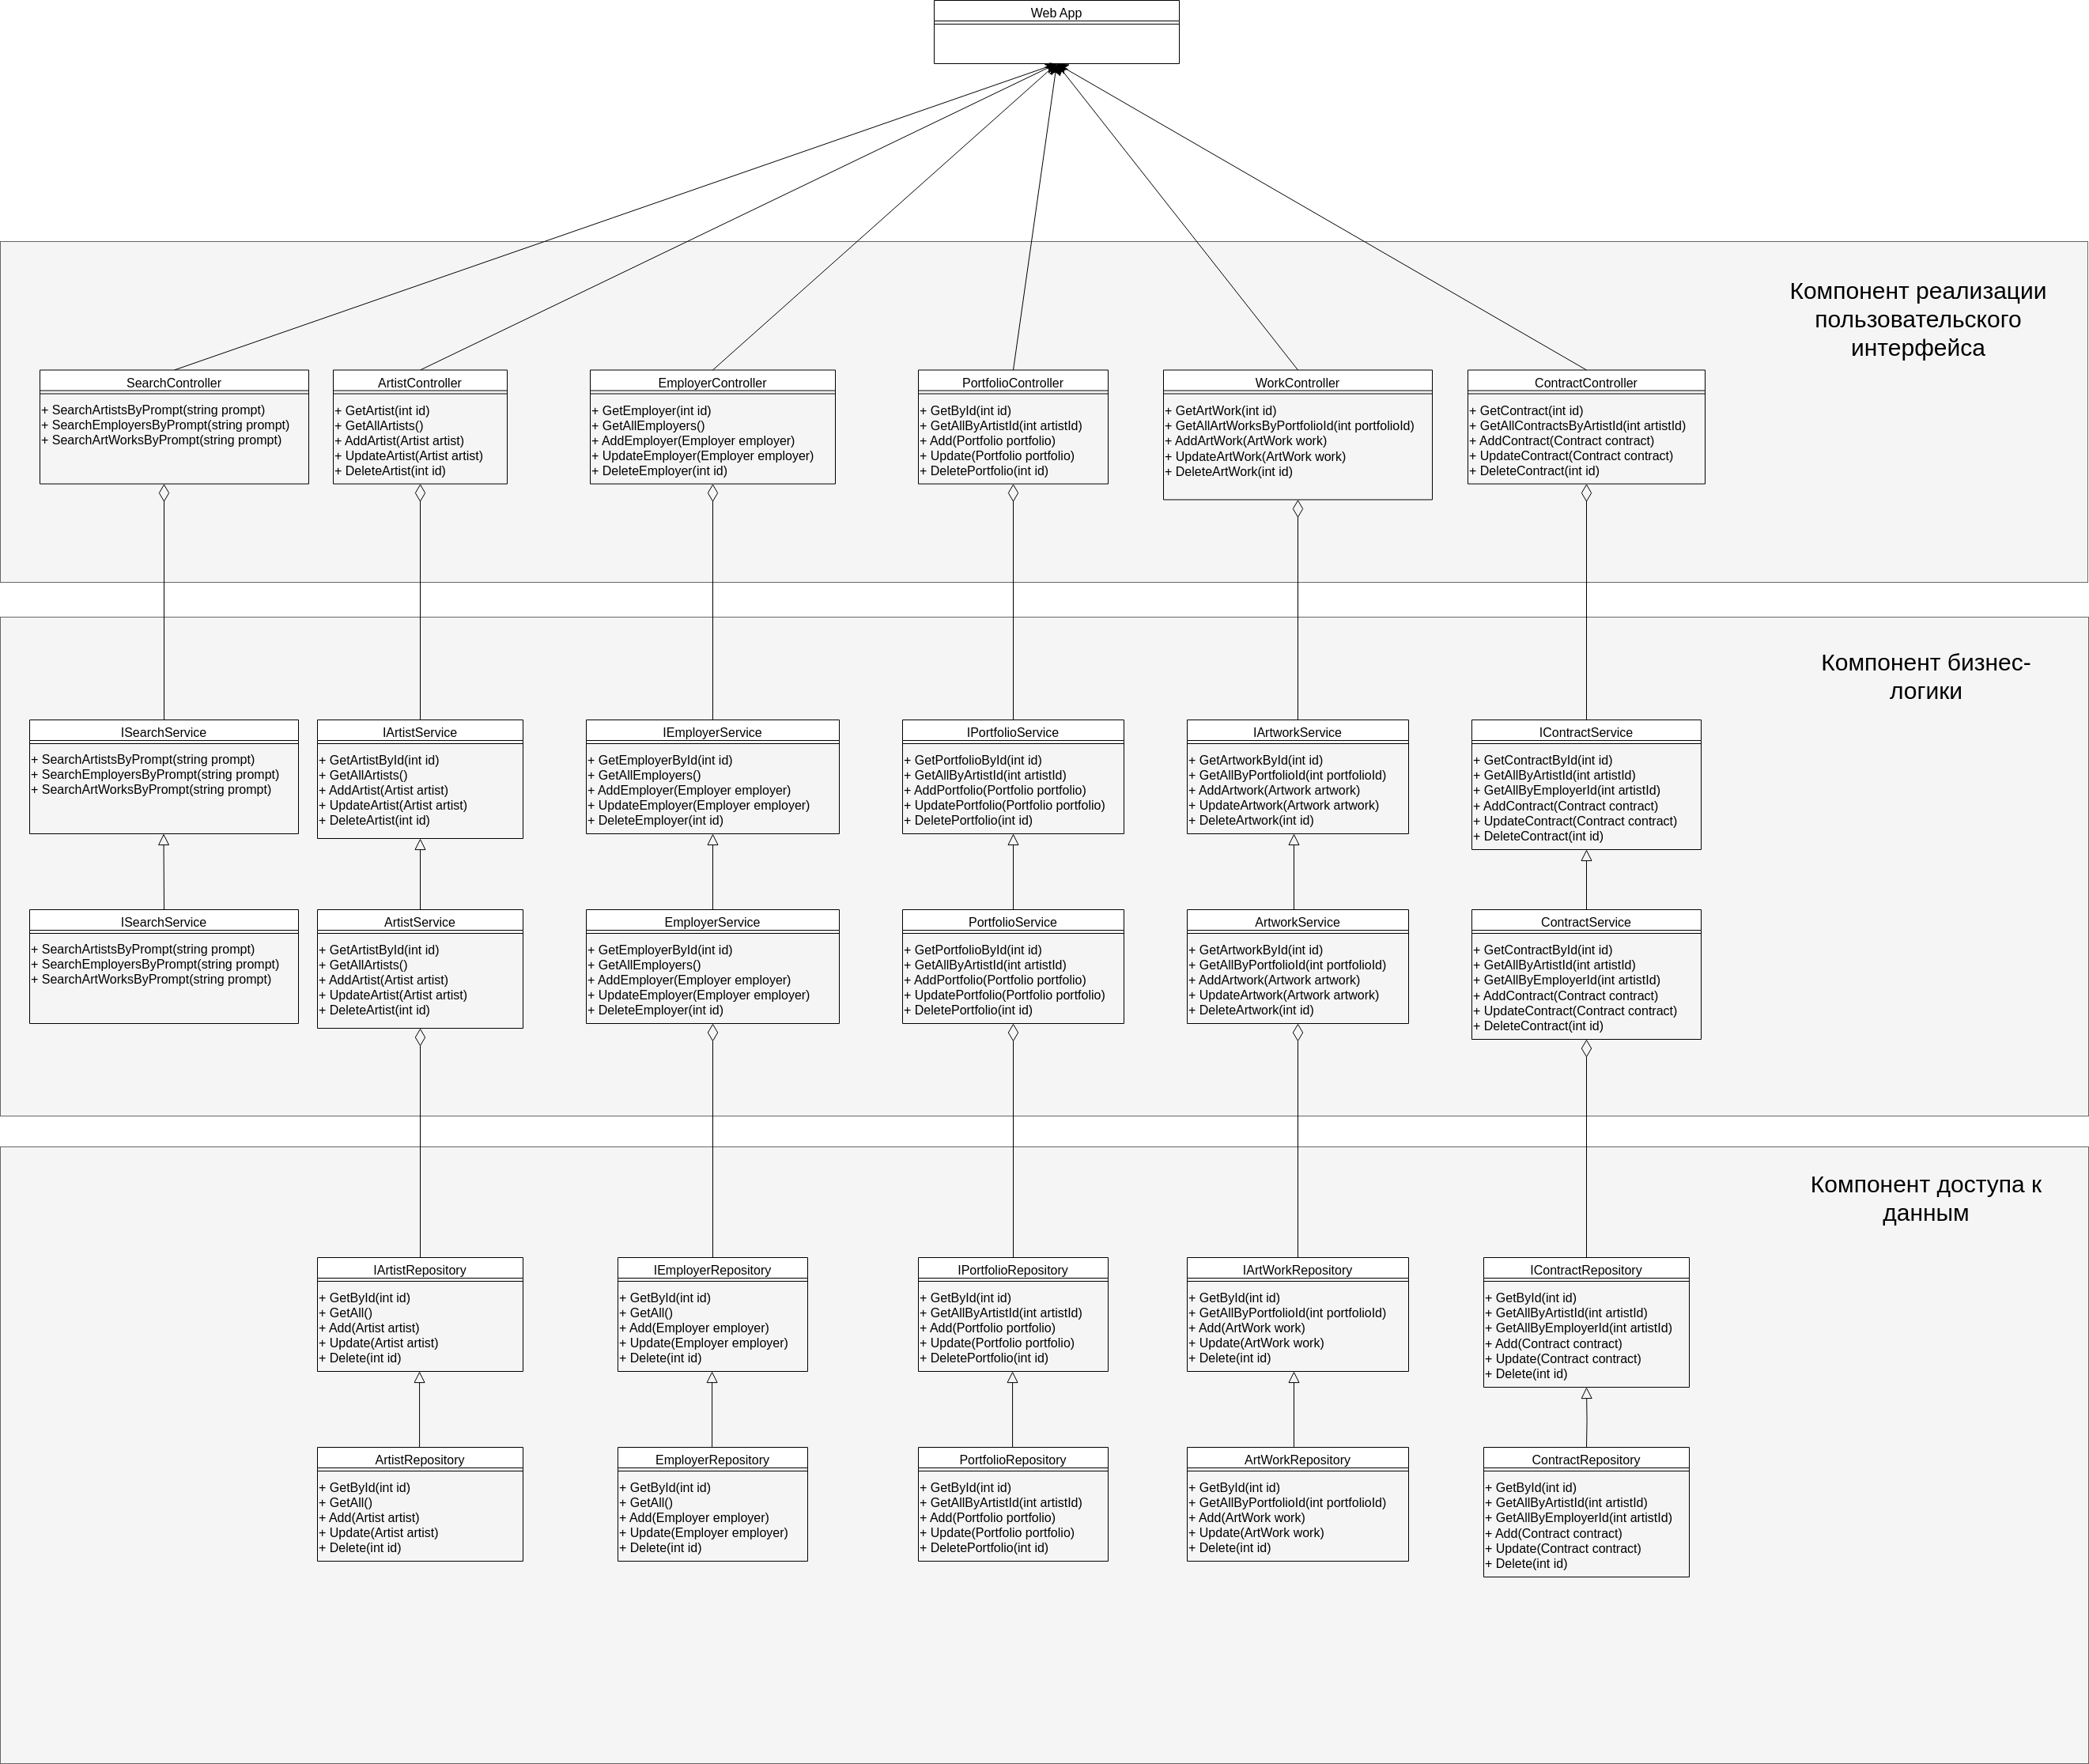 Web App
Компонент реализации
пользовательского
интерфейса
SearchController
+ SearchArtistsByPrompt(string prompt)
+ SearchEmployersByPrompt(string prompt)
+ SearchArtWorksByPrompt(string prompt)
ArtistController
+ GetArtist(int id)
+ GetAllArtists()
+ AddArtist(Artist artist)
+ UpdateArtist(Artist artist)
+ DeleteArtist(int id)
EmployerController
+ GetEmployer(int id)
+ GetAllEmployers()
+ AddEmployer(Employer employer)
+ UpdateEmployer(Employer employer)
+ DeleteEmployer(int id)
PortfolioController
+ GetById(int id)
+ GetAllByArtistId(int artistId)
+ Add(Portfolio portfolio)
+ Update(Portfolio portfolio)
+ DeletePortfolio(int id)
WorkController
+ GetArtWork(int id)
+ GetAllArtWorksByPortfolioId(int portfolioId)
+ AddArtWork(ArtWork work)
+ UpdateArtWork(ArtWork work)
+ DeleteArtWork(int id)
ContractController
+ GetContract(int id)
+ GetAllContractsByArtistId(int artistId)
+ AddContract(Contract contract)
+ UpdateContract(Contract contract)
+ DeleteContract(int id)
Компонент бизнес-
логики
ISearchService
+ SearchArtistsByPrompt(string prompt)
+ SearchEmployersByPrompt(string prompt)
+ SearchArtWorksByPrompt(string prompt)
IArtistService
+ GetArtistById(int id)
+ GetAllArtists()
+ AddArtist(Artist artist)
+ UpdateArtist(Artist artist)
+ DeleteArtist(int id)
IEmployerService
+ GetEmployerById(int id)
+ GetAllEmployers()
+ AddEmployer(Employer employer)
+ UpdateEmployer(Employer employer)
+ DeleteEmployer(int id)
IPortfolioService
+ GetPortfolioById(int id)
+ GetAllByArtistId(int artistId)
+ AddPortfolio(Portfolio portfolio)
+ UpdatePortfolio(Portfolio portfolio)
+ DeletePortfolio(int id)
IArtworkService
+ GetArtworkById(int id)
+ GetAllByPortfolioId(int portfolioId)
+ AddArtwork(Artwork artwork)
+ UpdateArtwork(Artwork artwork)
+ DeleteArtwork(int id)
IContractService
+ GetContractById(int id)
+ GetAllByArtistId(int artistId)
+ GetAllByEmployerId(int artistId)
+ AddContract(Contract contract)
+ UpdateContract(Contract contract)
+ DeleteContract(int id)
ISearchService
+ SearchArtistsByPrompt(string prompt)
+ SearchEmployersByPrompt(string prompt)
+ SearchArtWorksByPrompt(string prompt)
ArtistService
+ GetArtistById(int id)
+ GetAllArtists()
+ AddArtist(Artist artist)
+ UpdateArtist(Artist artist)
+ DeleteArtist(int id)
EmployerService
+ GetEmployerById(int id)
+ GetAllEmployers()
+ AddEmployer(Employer employer)
+ UpdateEmployer(Employer employer)
+ DeleteEmployer(int id)
PortfolioService
+ GetPortfolioById(int id)
+ GetAllByArtistId(int artistId)
+ AddPortfolio(Portfolio portfolio)
+ UpdatePortfolio(Portfolio portfolio)
+ DeletePortfolio(int id)
ArtworkService
+ GetArtworkById(int id)
+ GetAllByPortfolioId(int portfolioId)
+ AddArtwork(Artwork artwork)
+ UpdateArtwork(Artwork artwork)
+ DeleteArtwork(int id)
ContractService
+ GetContractById(int id)
+ GetAllByArtistId(int artistId)
+ GetAllByEmployerId(int artistId)
+ AddContract(Contract contract)
+ UpdateContract(Contract contract)
+ DeleteContract(int id)
Компонент доступа к
данным
IArtistRepository
+ GetById(int id)
+ GetAll()
+ Add(Artist artist)
+ Update(Artist artist)
+ Delete(int id)
IEmployerRepository
+ GetById(int id)
+ GetAll()
+ Add(Employer employer)
+ Update(Employer employer)
+ Delete(int id)
IPortfolioRepository
+ GetById(int id)
+ GetAllByArtistId(int artistId)
+ Add(Portfolio portfolio)
+ Update(Portfolio portfolio)
+ DeletePortfolio(int id)
IArtWorkRepository
+ GetById(int id)
+ GetAllByPortfolioId(int portfolioId)
+ Add(ArtWork work)
+ Update(ArtWork work)
+ Delete(int id)
IContractRepository
+ GetById(int id)
+ GetAllByArtistId(int artistId)
+ GetAllByEmployerId(int artistId)
+ Add(Contract contract)
+ Update(Contract contract)
+ Delete(int id)
ArtistRepository
+ GetById(int id)
+ GetAll()
+ Add(Artist artist)
+ Update(Artist artist)
+ Delete(int id)
EmployerRepository
+ GetById(int id)
+ GetAll()
+ Add(Employer employer)
+ Update(Employer employer)
+ Delete(int id)
PortfolioRepository
+ GetById(int id)
+ GetAllByArtistId(int artistId)
+ Add(Portfolio portfolio)
+ Update(Portfolio portfolio)
+ DeletePortfolio(int id)
ArtWorkRepository
+ GetById(int id)
+ GetAllByPortfolioId(int portfolioId)
+ Add(ArtWork work)
+ Update(ArtWork work)
+ Delete(int id)
ContractRepository
+ GetById(int id)
+ GetAllByArtistId(int artistId)
+ GetAllByEmployerId(int artistId)
+ Add(Contract contract)
+ Update(Contract contract)
+ Delete(int id)